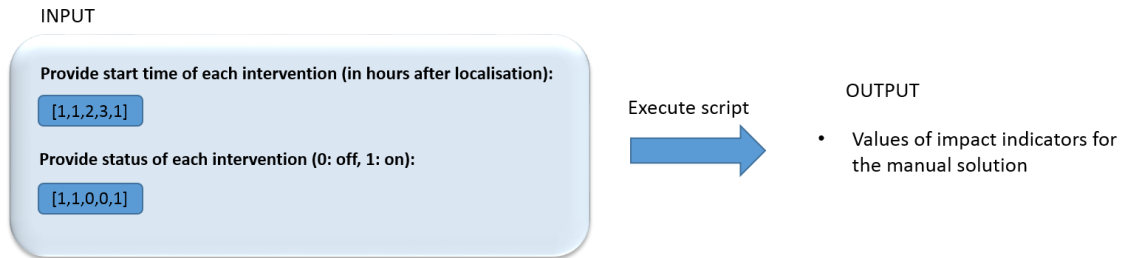 INPUT
Provide start time of each intervention (in hours after localisation):
[1,1,2,3,1]
Provide status of each intervention (0: off, 1: on):
[1,1,0,0,1]
Execute script
OUTPUT
• Values of impact indicators for
the manual solution